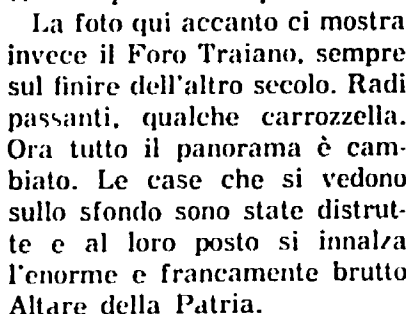 La foto qui accanto ci mostra
invece il Foro Traiano, sempre
sul finire dell'altro secolo. Radi
passanti, qualche carrozzella.
Ora tutto il panorama è cam-
biato. Le case che si vedono
sullo sfondo sono state distrut-
te e al loro posto si innalza
l'enorme e francamente brutto
Altare della Patria.